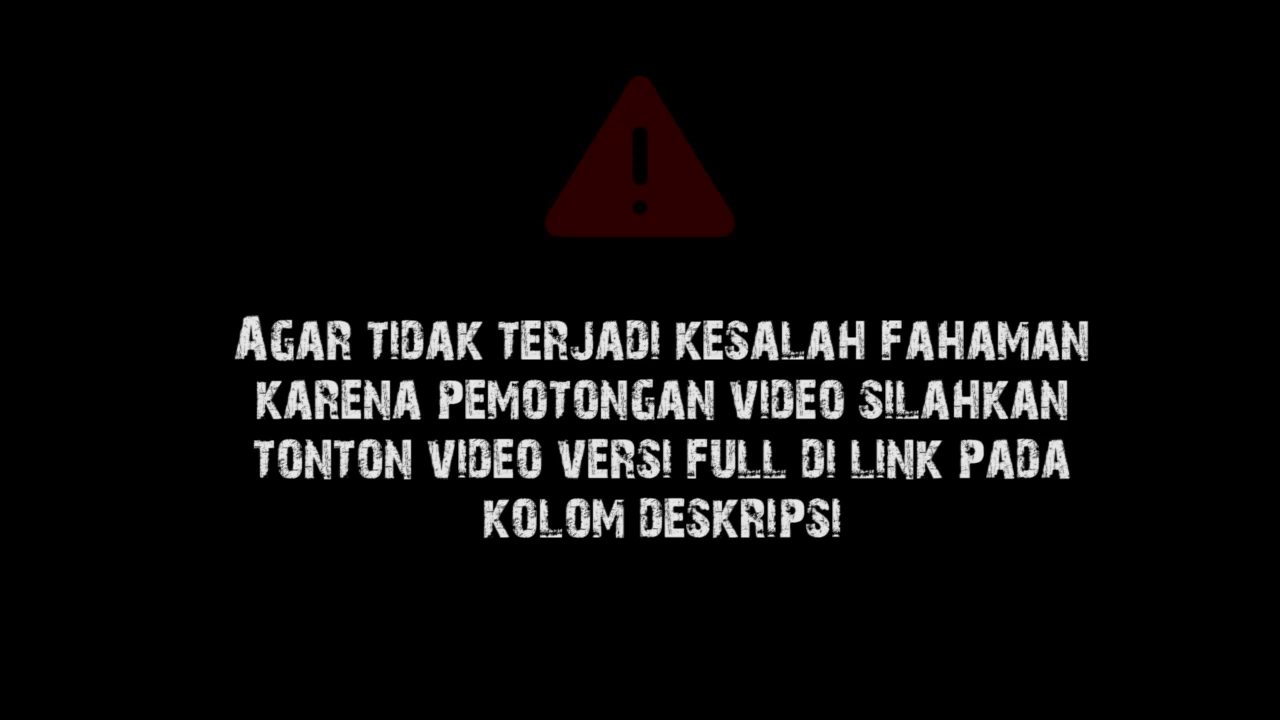 Agar tidak terjadi kesalah fahaman
karena pemotongan video silahkan
tonton video versi full di link pada
kolom deskripsi